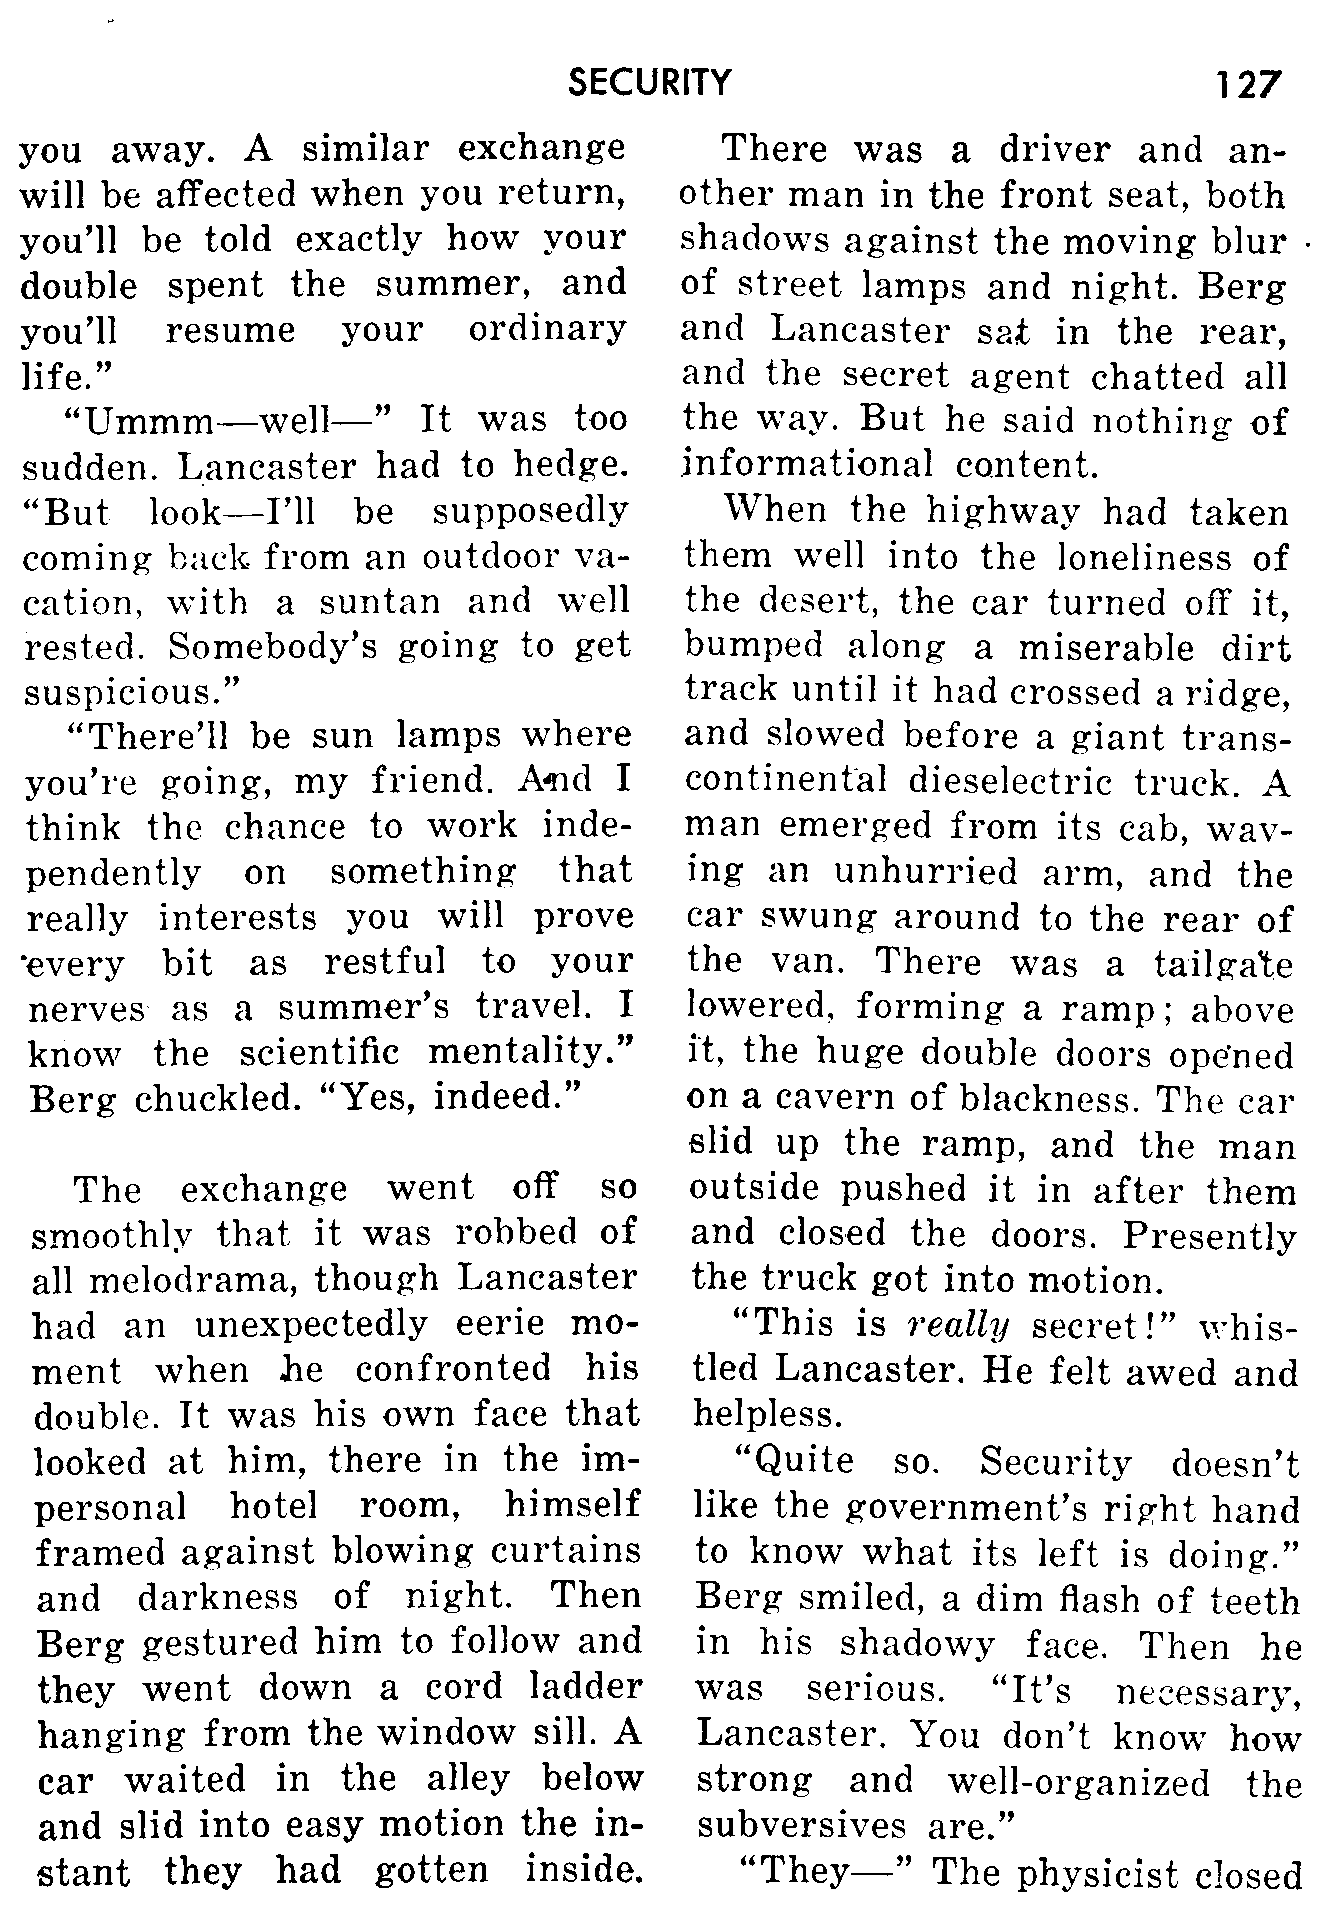 SECURITY 127
you away. A similar exchange
will be affected when you return,
you'll be told exactly how your
double spent the summer, and
you'll resume your ordinary
life.”
“Ummm—well—” It was too
sudden. Lancaster had to hedge.
“But look—I'll be supposedly
coming back from an outdoor va-
cation, with a suntan and well
rested. Somebody's going to get
suspicious.”
“There'll be sun lamps where
you're going, my friend. And I
think the chance to work inde-
pendently on something that
really interests you will prove
every bit as restful to your
nerves as a summer's travel. I
know the scientific mentality.”
Berg chuckled. “Yes, indeed.”
The exchange went off so
smoothly that it was robbed of
all melodrama, though Lancaster
had an unexpectedly eerie mo-
ment when he confronted his
double. It was his own face that
looked at him, there in the im-
personal hotel room, himself
framed against blowing curtains
and darkness of night. Then
Berg gestured him to follow and
they went down a cord ladder
hanging from the window sill. A
car waited in the alley below
and slid into easy motion the in-
stant they had gotten inside.
There was a driver and an-
other man in the front seat, both
shadows against the moving blur
of street lamps and night. Berg
and Lancaster sat in the rear,
and the secret agent chatted all
the way. But he said nothing of
informational content.
When the highway had taken
them well into the loneliness of
the desert, the car turned off it,
bumped along a miserable dirt
track until it had crossed a ridge,
and slowed before a giant trans-
continental dieselectric truck. A
man emerged from its cab, wav-
ing an unhurried arm, and the
car swung around to the rear of
the van. There was a tailgate
lowered, forming a ramp; above
it, the huge double doors opened
on a cavern of blackness. The car
slid up the ramp, and the man
outside pushed it in after them
and closed the doors. Presently
the truck got into motion.
“This is really secret!” whis-
tled Lancaster. He felt awed and
helpless.
“Quite so. Security doesn't
like the government's right hand
to know what its left is doing.”
Berg smiled, a dim flash of teeth
in his shadowy face. Then he
was serious. “It's necessary,
Lancaster. You don't know how
strong and well-organized the
subversives are.”
“They—” The physicist closed